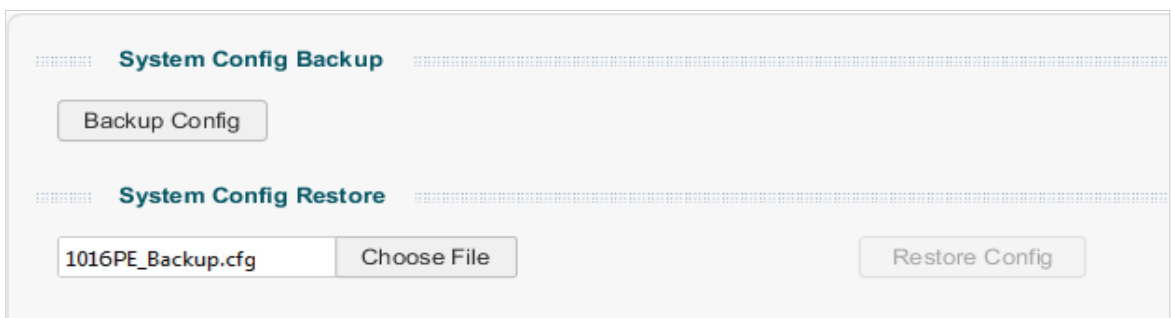 System Config Backup
Backup Config
System Config Restore
1016PE_Backup.cfg Choose File Restore Config